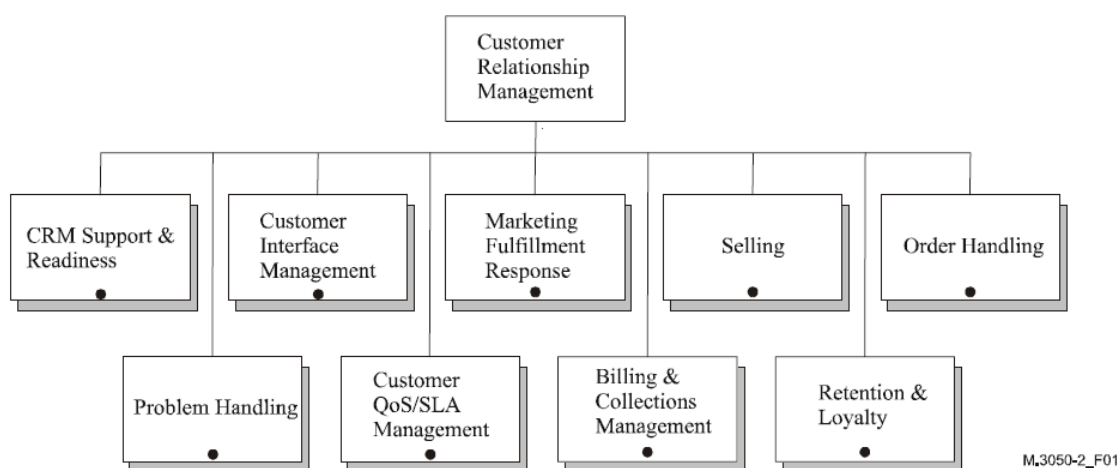 Customer
Relationship
Management
CRM Support &
Readiness
Customer
Interface
Management
Marketing
Fulfillment
Response
Selling
Order Handling
Problem Handling
Customer
QoS/SLA
Management
Billing &
Collections
Management
Retention &
Loyalty
M.3050-2_F01